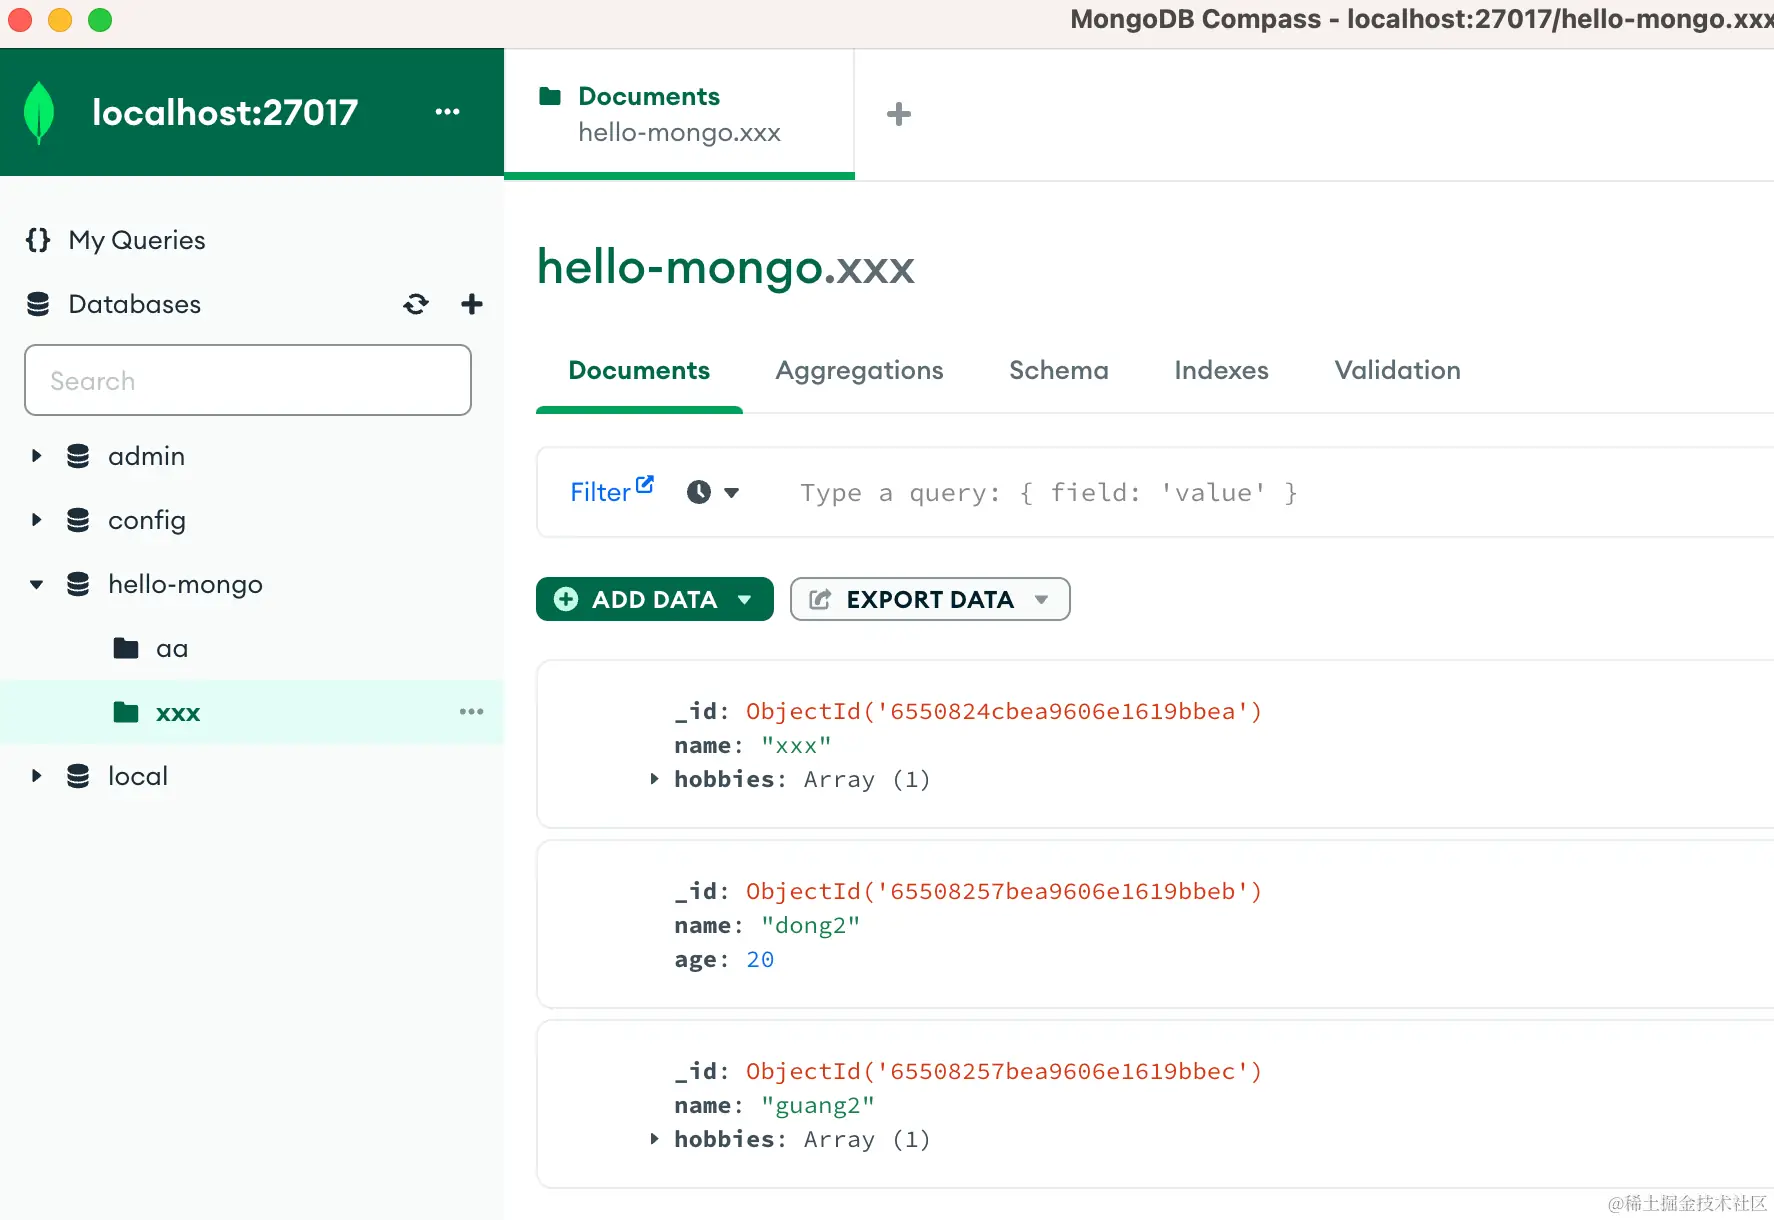 MongoDB Compass - localhost:27017/hello-mongo.xxx
localhost:27017
Documents
hello-mongo.xxx
My Queries
Databases
Search
admin
config
hello-mongo
aa
xxx
local
hello-mongo.xxx
Documents Aggregations Schema Indexes Validation
Filter Type a query: { field: 'value' }
ADD DATA EXPORT DATA
_id: ObjectId('6550824cbea9606e1619bbea')
name: "xxx"
hobbies: Array (1)
_id: ObjectId('65508257bea9606e1619bbeb')
name: "dong2"
age: 20
_id: ObjectId('65508257bea9606e1619bbec')
name: "guang2"
hobbies: Array (1)
@稀土掘金技术社区